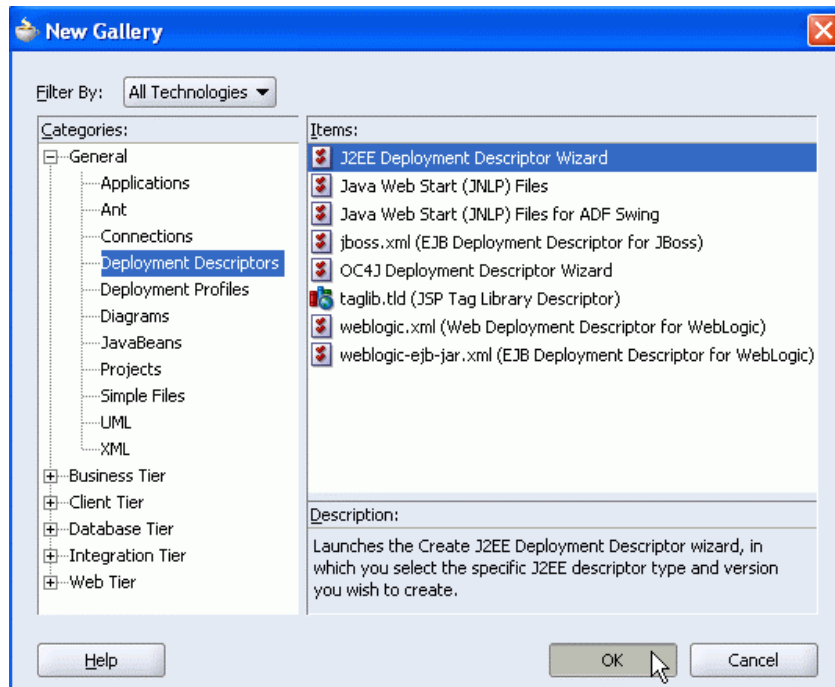 New Gallery
Filter By: All Technologies
Categories:
General
Applications
Ant
Connections
Deployment Descriptors
Deployment Profiles
Diagrams
JavaBeans
Projects
Simple Files
UML
XML
Business Tier
Client Tier
Database Tier
Integration Tier
Web Tier
Items:
J2EE Deployment Descriptor Wizard
Java Web Start (JNLP) Files
Java Web Start (JNLP) Files for ADF Swing
jboss.xml (EJB Deployment Descriptor for JBoss)
OC4J Deployment Descriptor Wizard
taglib.tld (JSP Tag Library Descriptor)
weblogic.xml (Web Deployment Descriptor for WebLogic)
weblogic-ejb-jar.xml (EJB Deployment Descriptor for WebLogic)
Description:
Launches the Create J2EE Deployment Descriptor wizard, in
which you select the specific J2EE descriptor type and version
you wish to create.
Help
OK
Cancel